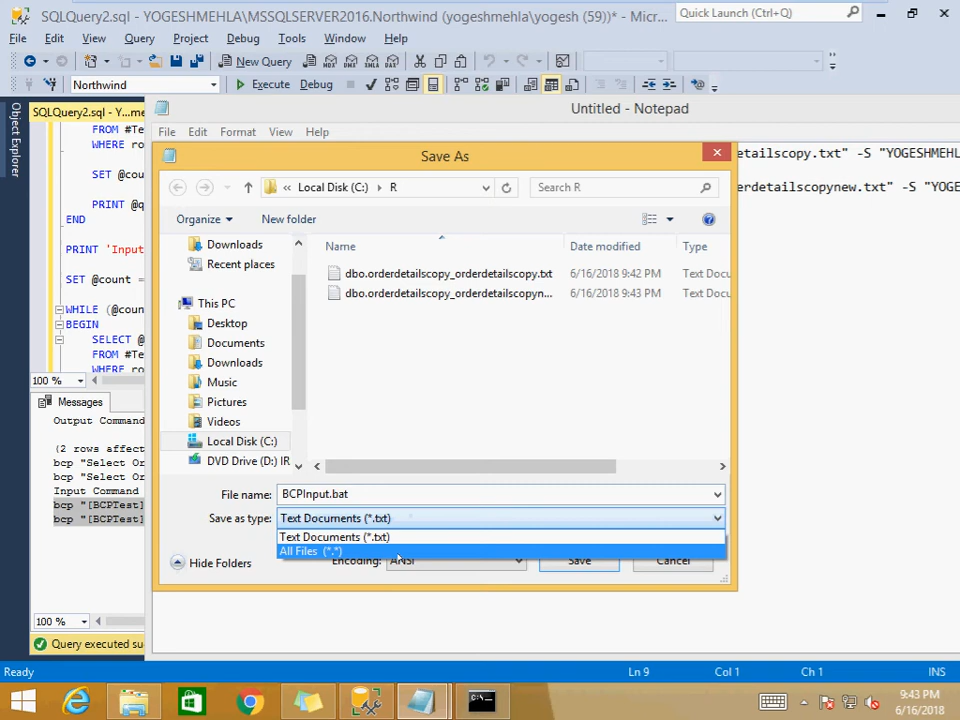 SQLQuery2.sql - YOGESHMEHLA\MSSQLSERVER2016.Northwind (yogeshmehla\yogesh (59))* - Micr...
Quick Launch (Ctrl+Q)
File Edit View Query Project Debug Tools Window Help
New Query
Northwind
Execute Debug
Object Explorer
SQLQuery2.sql - Y...me
Untitled - Notepad
File Edit Format View Help
FROM #Te
WHERE ro
SET @cou
PRINT @q
END
PRINT 'Input
SET @count =
WHILE (@coun
BEGIN
SELECT @
FROM #Te
WHERE ro
etailscopy.txt" -S "YOGESHMEHLA
erdetailscopynew.txt" -S "YOGE
Save As
Local Disk (C:) R
Search R
Organize New folder
Downloads
Recent places
This PC
Desktop
Documents
Downloads
Music
Pictures
Videos
Local Disk (C:)
DVD Drive (D:) IR
Name Date modified Type
dbo.orderdetailscopy_orderdetailscopy.txt 6/16/2018 9:42 PM Text Docu
dbo.orderdetailscopy_orderdetailscopyn... 6/16/2018 9:43 PM Text Docu
File name: BCPInput.bat
Save as type: Text Documents (*.txt)
Text Documents (*.txt)
All Files (*.*)
Hide Folders
Encoding: ANSI
Save Cancel
100 %
Messages
Output Command
(2 rows affect
bcp "Select Or
bcp "Select Or
Input Command
bcp "[BCPTest]
bcp "[BCPTest]
100 %
Query executed su
Ready Ln 9 Col 1 Ch 1 INS
9:43 PM
6/16/2018